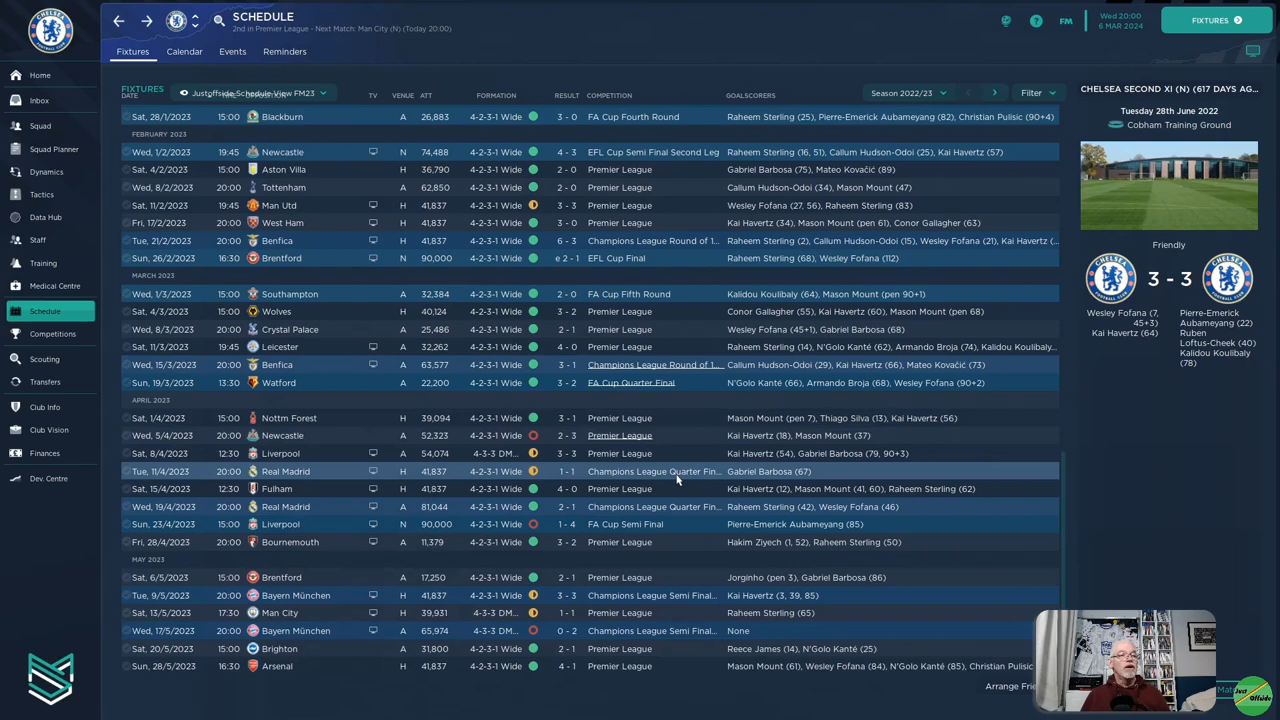 SCHEDULE
2nd in Premier League - Next Match: Man City (N) (Today 20:00)
FM
Wed 20:00
6 MAR 2024
FIXTURES
Fixtures
Calendar
Events
Reminders
Home
Inbox
Squad
Squad Planner
Dynamics
Tactics
Data Hub
Staff
Training
Medical Centre
Schedule
Competitions
Scouting
Transfers
Club Info
Club Vision
Finances
Dev. Centre
FIXTURES
Just offside Schedule View FM23
Season 2022/23
Filter
DATE TV VENUE ATT FORMATION RESULT COMPETITION GOALSCORERS
Sat, 28/1/2023 15:00 Blackburn A 26,883 4-2-3-1 Wide 3 - 0 FA Cup Fourth Round Raheem Sterling (25), Pierre-Emerick Aubameyang (82), Christian Pulisic (90+4)
FEBRUARY 2023
Wed, 1/2/2023 19:45 Newcastle N 74,488 4-2-3-1 Wide 4 - 3 EFL Cup Semi Final Second Leg Raheem Sterling (16, 51), Callum Hudson-Odoi (25), Kai Havertz (57)
Sat, 4/2/2023 15:00 Aston Villa H 36,790 4-2-3-1 Wide 2 - 0 Premier League Gabriel Barbosa (75), Mateo Kovačić (89)
Wed, 8/2/2023 20:00 Tottenham A 62,850 4-2-3-1 Wide 2 - 0 Premier League Callum Hudson-Odoi (34), Mason Mount (47)
Sat, 11/2/2023 19:45 Man Utd H 41,837 4-2-3-1 Wide 3 - 3 Premier League Wesley Fofana (27, 56), Raheem Sterling (83)
Fri, 17/2/2023 20:00 West Ham H 41,837 4-2-3-1 Wide 3 - 0 Premier League Kai Havertz (34), Mason Mount (pen 61), Conor Gallagher (63)
Tue, 21/2/2023 20:00 Benfica H 41,837 4-2-3-1 Wide 6 - 3 Champions League Round of 1... Raheem Sterling (2), Callum Hudson-Odoi (15), Wesley Fofana (21), Kai Havertz (...
Sun, 26/2/2023 16:30 Brentford N 90,000 4-2-3-1 Wide e 2 - 1 EFL Cup Final Raheem Sterling (68), Wesley Fofana (112)
MARCH 2023
Wed, 1/3/2023 15:00 Southampton A 32,384 4-2-3-1 Wide 2 - 0 FA Cup Fifth Round Kalidou Koulibaly (64), Mason Mount (pen 90+1)
Sat, 4/3/2023 15:00 Wolves H 40,124 4-2-3-1 Wide 3 - 2 Premier League Conor Gallagher (55), Kai Havertz (60), Mason Mount (pen 68)
Wed, 8/3/2023 20:00 Crystal Palace A 25,486 4-2-3-1 Wide 2 - 1 Premier League Wesley Fofana (45+1), Gabriel Barbosa (68)
Sat, 11/3/2023 19:45 Leicester A 32,262 4-2-3-1 Wide 4 - 1 Premier League Raheem Sterling (14), N'Golo Kanté (62), Armando Broja (74), Kalidou Koulibaly...
Wed, 15/3/2023 20:00 Benfica A 63,577 4-2-3-1 Wide 3 - 1 Champions League Round of 1... Callum Hudson-Odoi (29), Kai Havertz (66), Mateo Kovačić (73)
Sun, 19/3/2023 13:30 Watford A 22,200 4-2-3-1 Wide 3 - 2 FA Cup Quarter Final N'Golo Kanté (66), Armando Broja (68), Wesley Fofana (90+2)
APRIL 2023
Sat, 1/4/2023 15:00 Nottm Forest H 39,094 4-2-3-1 Wide 3 - 1 Premier League Mason Mount (pen 7), Thiago Silva (13), Kai Havertz (56)
Wed, 5/4/2023 20:00 Newcastle A 52,323 4-2-3-1 Wide 2 - 3 Premier League Kai Havertz (18), Mason Mount (37)
Sat, 8/4/2023 12:30 Liverpool A 54,074 4-3-3 DM... 3 - 3 Premier League Kai Havertz (54), Gabriel Barbosa (79, 90+3)
Tue, 11/4/2023 20:00 Real Madrid H 41,837 4-2-3-1 Wide 1 - 1 Champions League Quarter Fin... Gabriel Barbosa (67)
Sat, 15/4/2023 12:30 Fulham H 41,837 4-2-3-1 Wide 4 - 0 Premier League Kai Havertz (12), Mason Mount (41, 60), Raheem Sterling (62)
Wed, 19/4/2023 20:00 Real Madrid A 81,044 4-2-3-1 Wide 2 - 1 Champions League Quarter Fin... Raheem Sterling (42), Wesley Fofana (46)
Sun, 23/4/2023 15:00 Liverpool N 90,000 4-2-3-1 Wide 1 - 4 FA Cup Semi Final Pierre-Emerick Aubameyang (85)
Fri, 28/4/2023 20:00 Bournemouth A 11,379 4-2-3-1 Wide 3 - 2 Premier League Hakim Ziyech (1, 52), Raheem Sterling (50)
MAY 2023
Sat, 6/5/2023 15:00 Brentford A 17,250 4-2-3-1 Wide 2 - 1 Premier League Jorginho (pen 3), Gabriel Barbosa (86)
Tue, 9/5/2023 20:00 Bayern München H 41,837 4-2-3-1 Wide 3 - 3 Champions League Semi Final... Kai Havertz (3, 39, 85)
Sat, 13/5/2023 17:30 Man City H 39,931 4-3-3 DM... 1 - 1 Premier League Raheem Sterling (65)
Wed, 17/5/2023 20:00 Bayern München A 65,974 4-3-3 DM... 0 - 2 Champions League Semi Final... None
Sat, 20/5/2023 15:00 Brighton A 31,800 4-2-3-1 Wide 2 - 1 Premier League Reece James (14), N'Golo Kanté (25)
Sun, 28/5/2023 16:30 Arsenal H 41,837 4-2-3-1 Wide 4 - 1 Premier League Mason Mount (61), Wesley Fofana (84), N'Golo Kanté (85), Christian Pulisic
Arrange Frie
CHELSEA SECOND XI (N) (617 DAYS AG...
Tuesday 28th June 2022
Cobham Training Ground
Friendly
3 - 3
Wesley Fofana (7, 45+3)
Kai Havertz (64)
Pierre-Emerick Aubameyang (22)
Ruben Loftus-Cheek (40)
Kalidou Koulibaly (78)
Just Offside